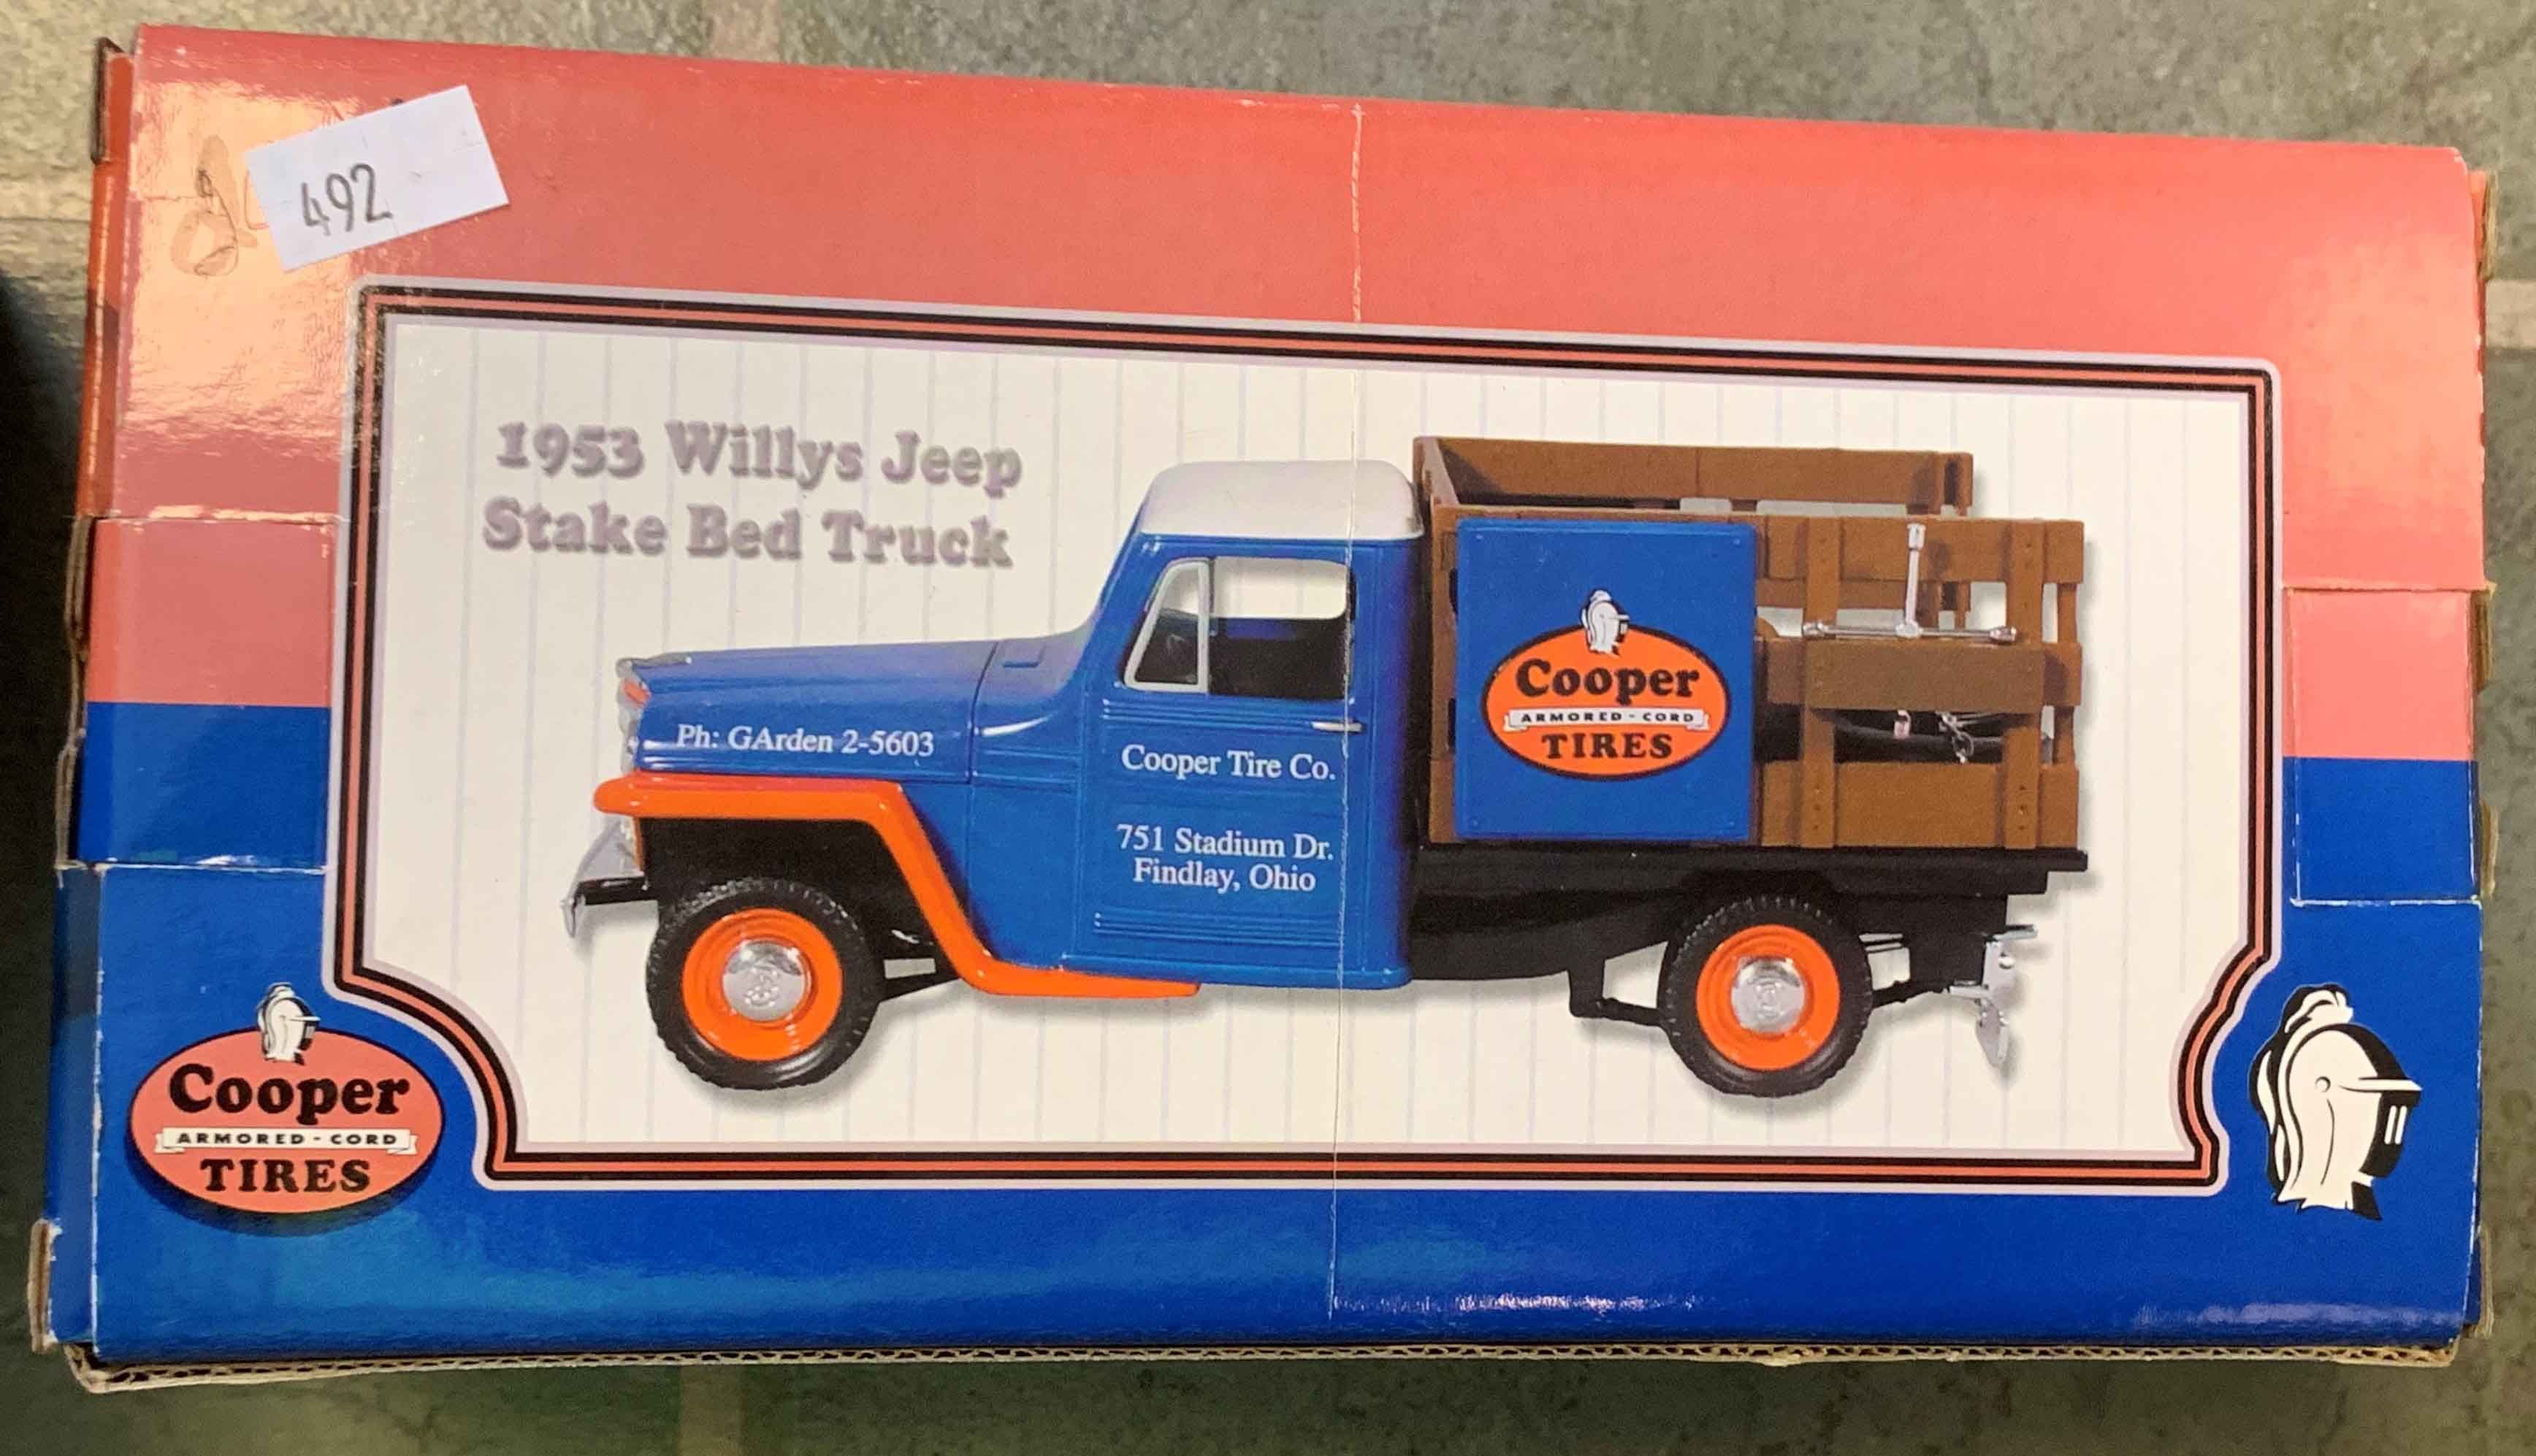 492
1953 Willys Jeep
Stake Bed Truck
Ph: GArden 2-5603
Cooper Tire Co.
751 Stadium Dr.
Findlay, Ohio
Cooper
ARMORED - CORD
TIRES
Cooper
ARMORED - CORD
TIRES